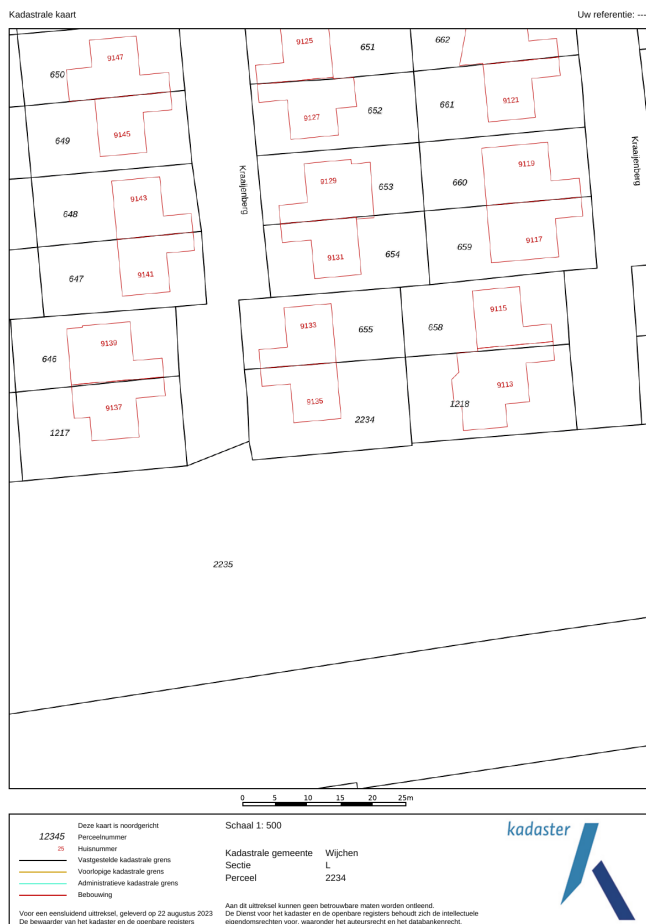 Kadastrale kaart
Uw referentie: ---
9147
9125
651
662
650
9127
652
661
9121
649
9145
Kraaijenberg
Kraaijenberg
9129
653
660
9119
648
9143
9131
654
659
9117
647
9141
9133
655
658
9115
646
9139
9135
2234
1218
9113
1217
9137
2235
0 5 10 15 20 25m
Deze kaart is noordgericht
12345 Perceelnummer
25 Huisnummer
Vastgestelde kadastrale grens
Voorlopige kadastrale grens
Administratieve kadastrale grens
Bebouwing
Voor een eensluidend uittreksel, geleverd op 22 augustus 2023
De bewaarder van het kadaster en de openbare registers
Schaal 1: 500
Kadastrale gemeente Wijchen
Sectie L
Perceel 2234
Aan dit uittreksel kunnen geen betrouwbare maten worden ontleend.
De Dienst voor het kadaster en de openbare registers behoudt zich de intellectuele
eigendomsrechten voor, waaronder het auteursrecht en het databankenrecht.
kadaster